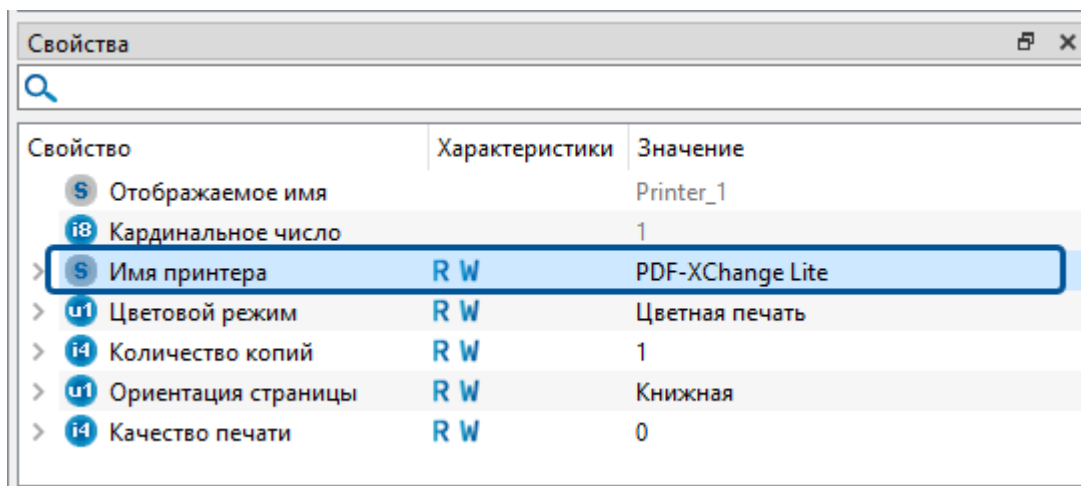 Свойства
Свойство Характеристики Значение
S Отображаемое имя Printer_1
i8 Кардинальное число 1
S Имя принтера R W PDF-XChange Lite
u1 Цветовой режим R W Цветная печать
i4 Количество копий R W 1
u1 Ориентация страницы R W Книжная
i4 Качество печати R W 0